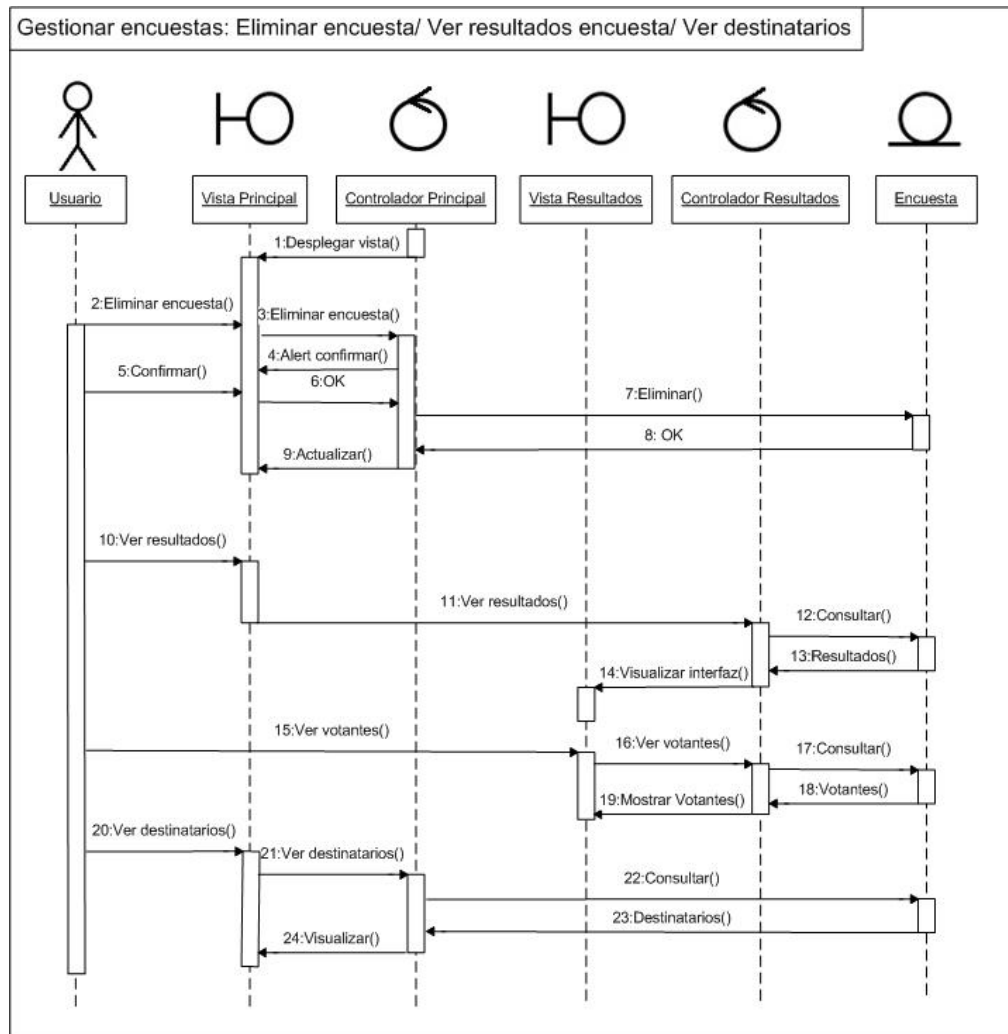 Gestionar encuestas: Eliminar encuesta/ Ver resultados encuesta/ Ver destinatarios
Usuario
Vista Principal
Controlador Principal
Vista Resultados
Controlador Resultados
Encuesta
1:Desplegar vista()
2:Eliminar encuesta()
3:Eliminar encuesta()
4:Alert confirmar()
5:Confirmar()
6:OK
7:Eliminar()
8: OK
9:Actualizar()
10:Ver resultados()
11:Ver resultados()
12:Consultar()
13:Resultados()
14:Visualizar interfaz()
15:Ver votantes()
16:Ver votantes()
17:Consultar()
18:Votantes()
19:Mostrar Votantes()
20:Ver destinatarios()
21:Ver destinatarios()
22:Consultar()
23:Destinatarios()
24:Visualizar()